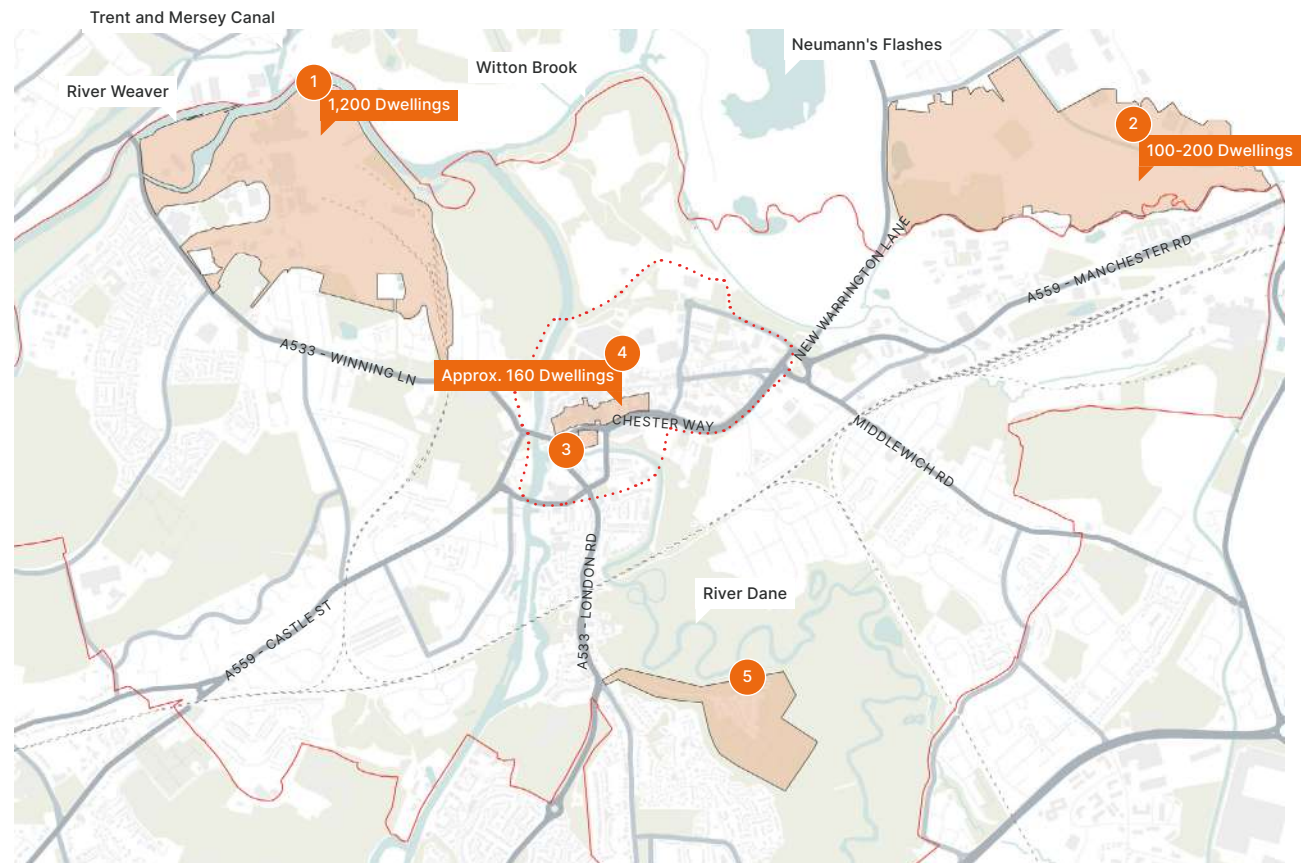 Trent and Mersey Canal
Neumann's Flashes
Witton Brook
River Weaver
1
1,200 Dwellings
2
100-200 Dwellings
NEW WARRINGTON LANE
A559 - MANCHESTER RD
A533 - WINNING LN
4
Approx. 160 Dwellings
CHESTER WAY
3
MIDDLEWICH RD
A533 - LONDON RD
River Dane
A559 - CASTLE ST
5